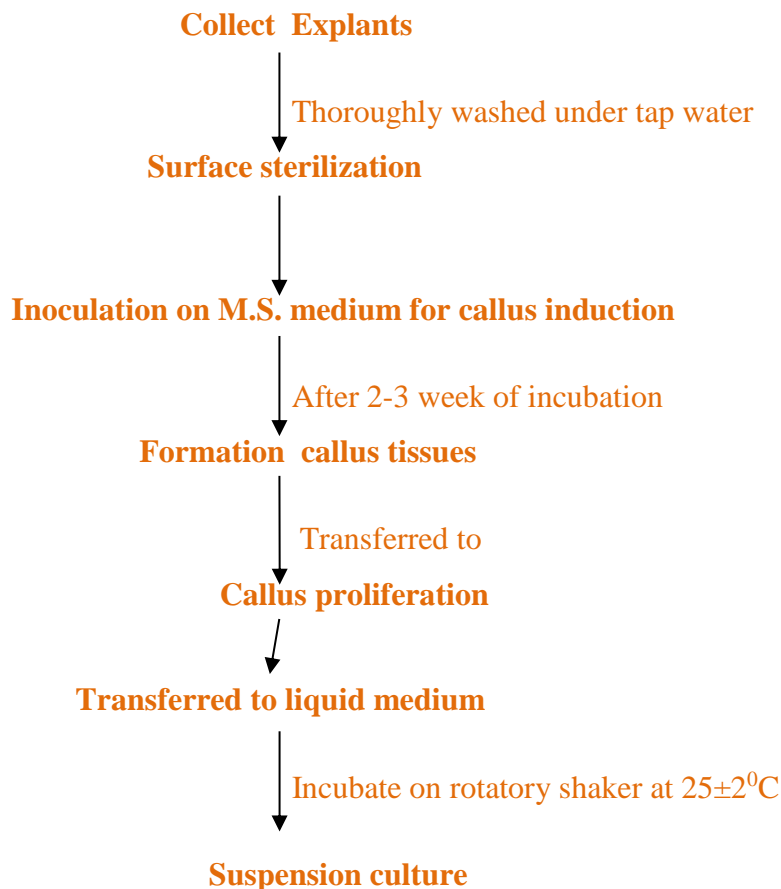 Collect Explants
Thoroughly washed under tap water
Surface sterilization
Inoculation on M.S. medium for callus induction
After 2-3 week of incubation
Formation callus tissues
Transferred to
Callus proliferation
Transferred to liquid medium
Incubate on rotatory shaker at 25±2⁰C
Suspension culture